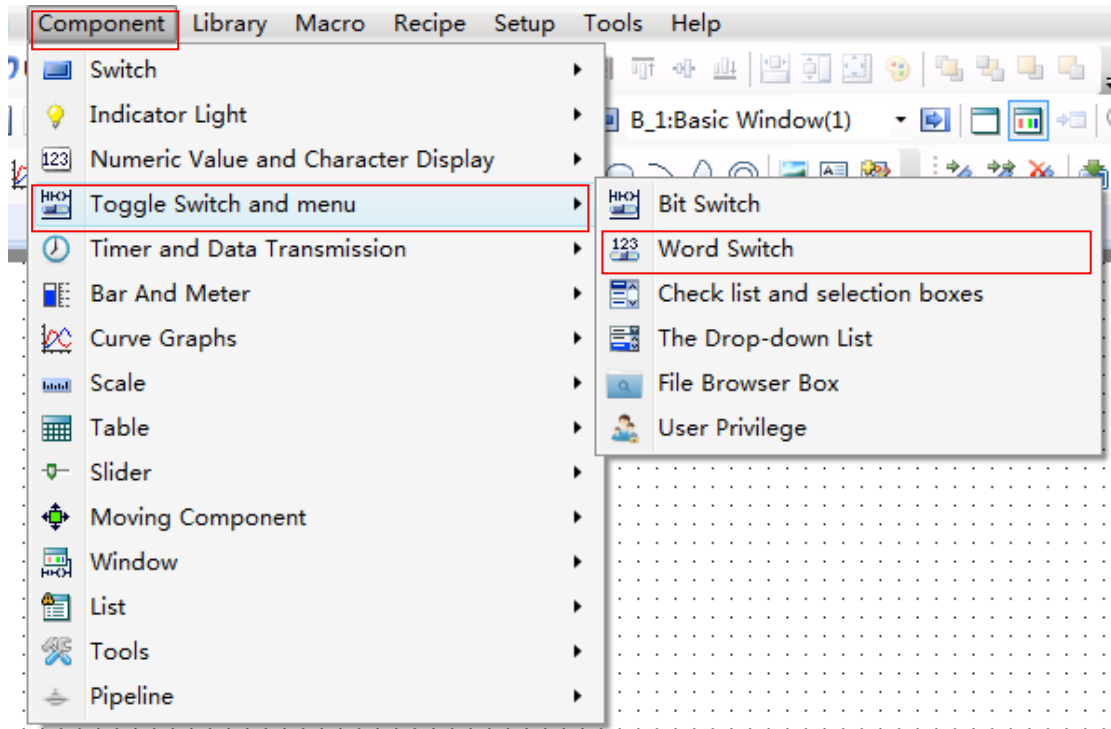 Component Library Macro Recipe Setup Tools Help
Switch
Indicator Light
B_1:Basic Window(1)
123 Numeric Value and Character Display
Toggle Switch and menu
Bit Switch
Timer and Data Transmission
123 Word Switch
Bar And Meter
Check list and selection boxes
Curve Graphs
The Drop-down List
Scale
File Browser Box
Table
User Privilege
Slider
Moving Component
Window
List
Tools
Pipeline